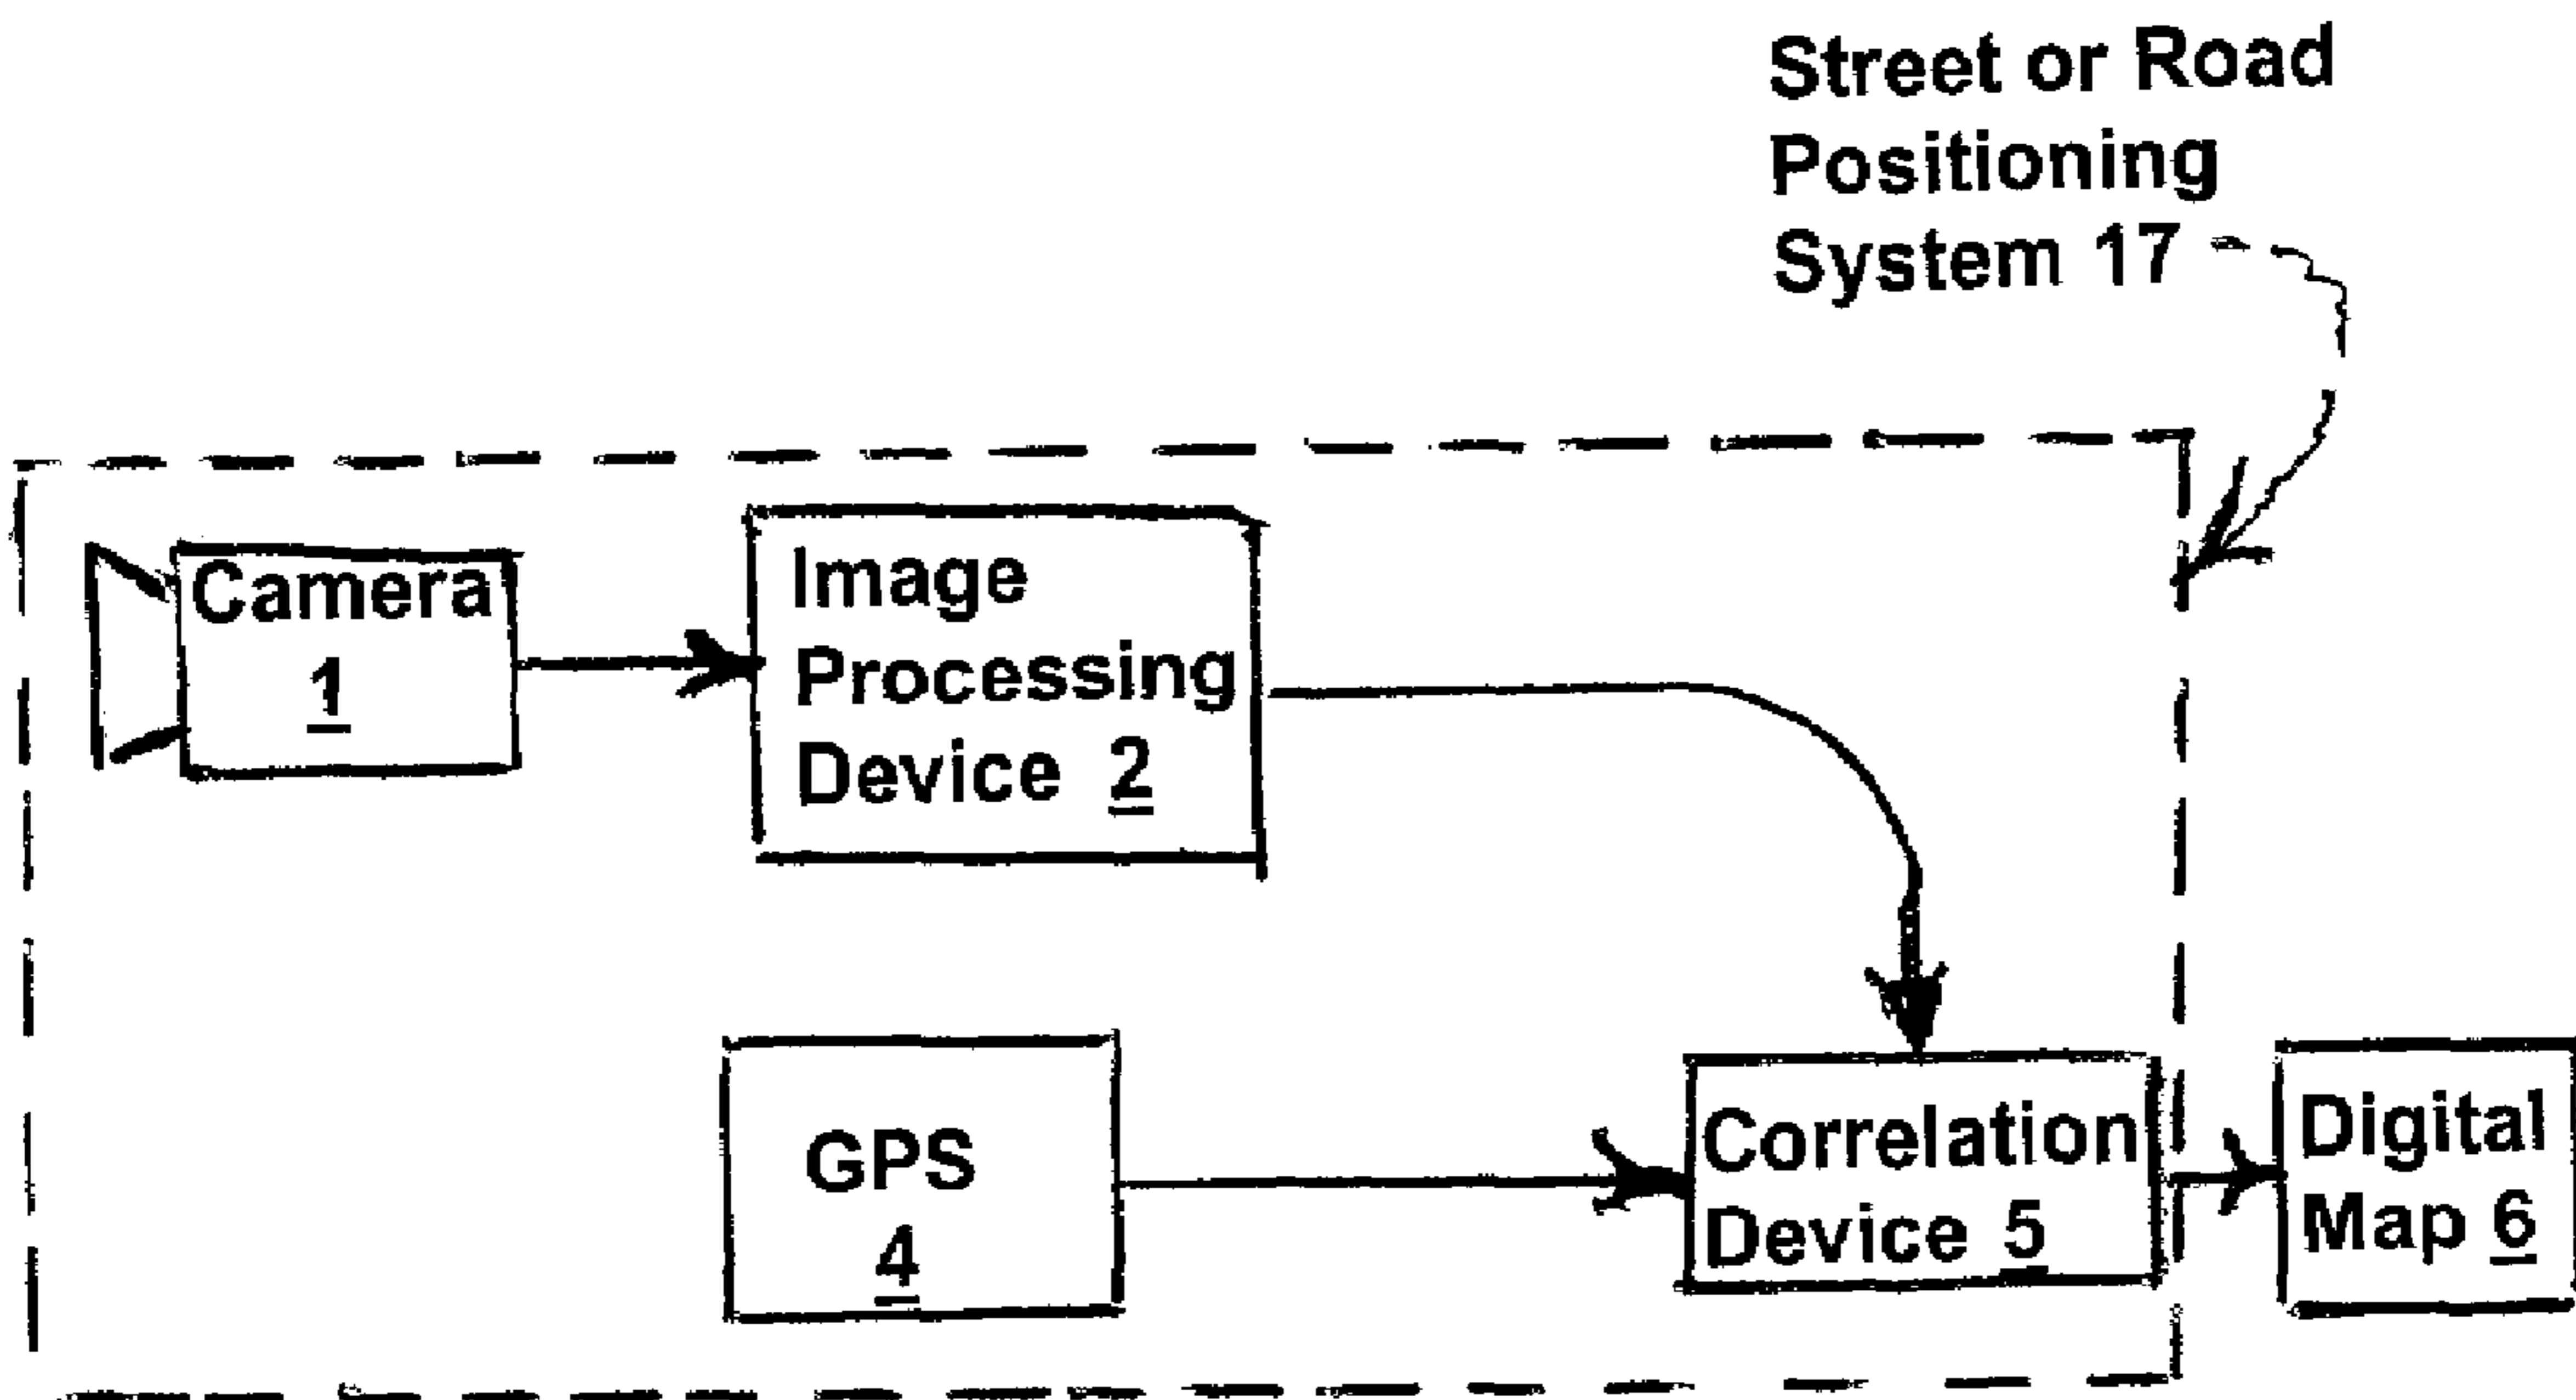 Street or Road
Positioning
System 17
Camera
1
Image
Processing
Device 2
GPS
4
Correlation
Device 5
Digital
Map 6